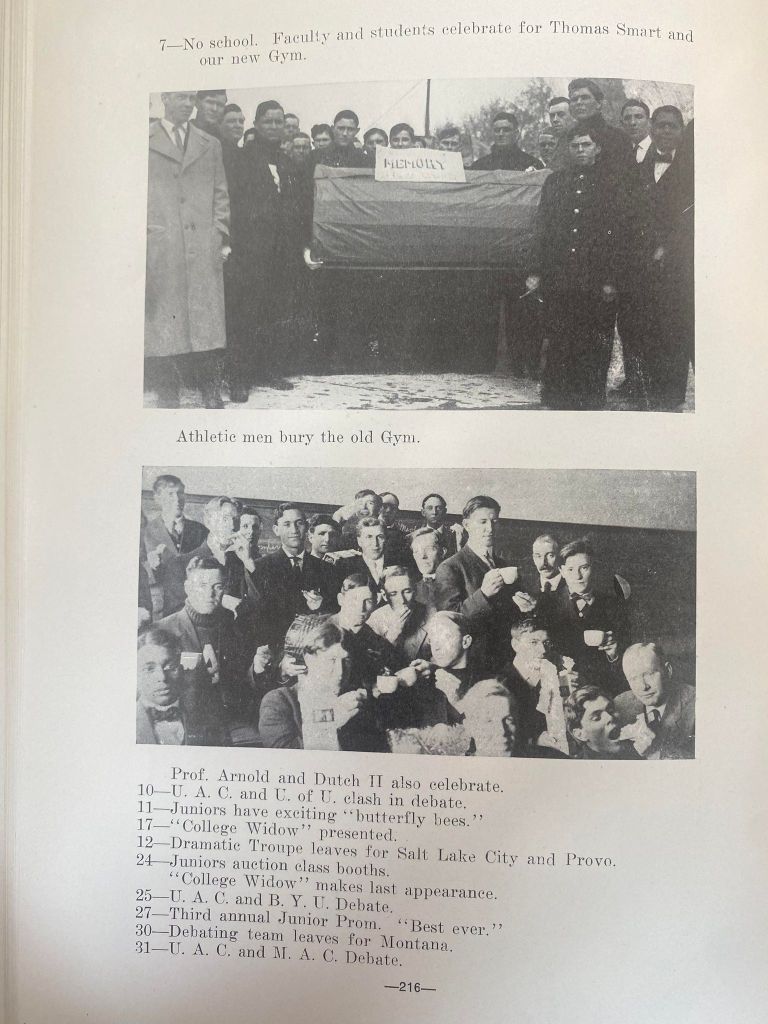 7—No school. Faculty and students celebrate for Thomas Smart and
our new Gym.
MEMORY
Athletic men bury the old Gym.
Prof. Arnold and Dutch II also celebrate.
10—U. A. C. and U. of U. clash in debate.
11—Juniors have exciting "butterfly bees."
17—"College Widow" presented.
12—Dramatic Troupe leaves for Salt Lake City and Provo.
24—Juniors auction class booths.
"College Widow" makes last appearance.
25—U. A. C. and B. Y. U. Debate.
27—Third annual Junior Prom. "Best ever."
30—Debating team leaves for Montana.
31—U. A. C. and M. A. C. Debate.
—216—